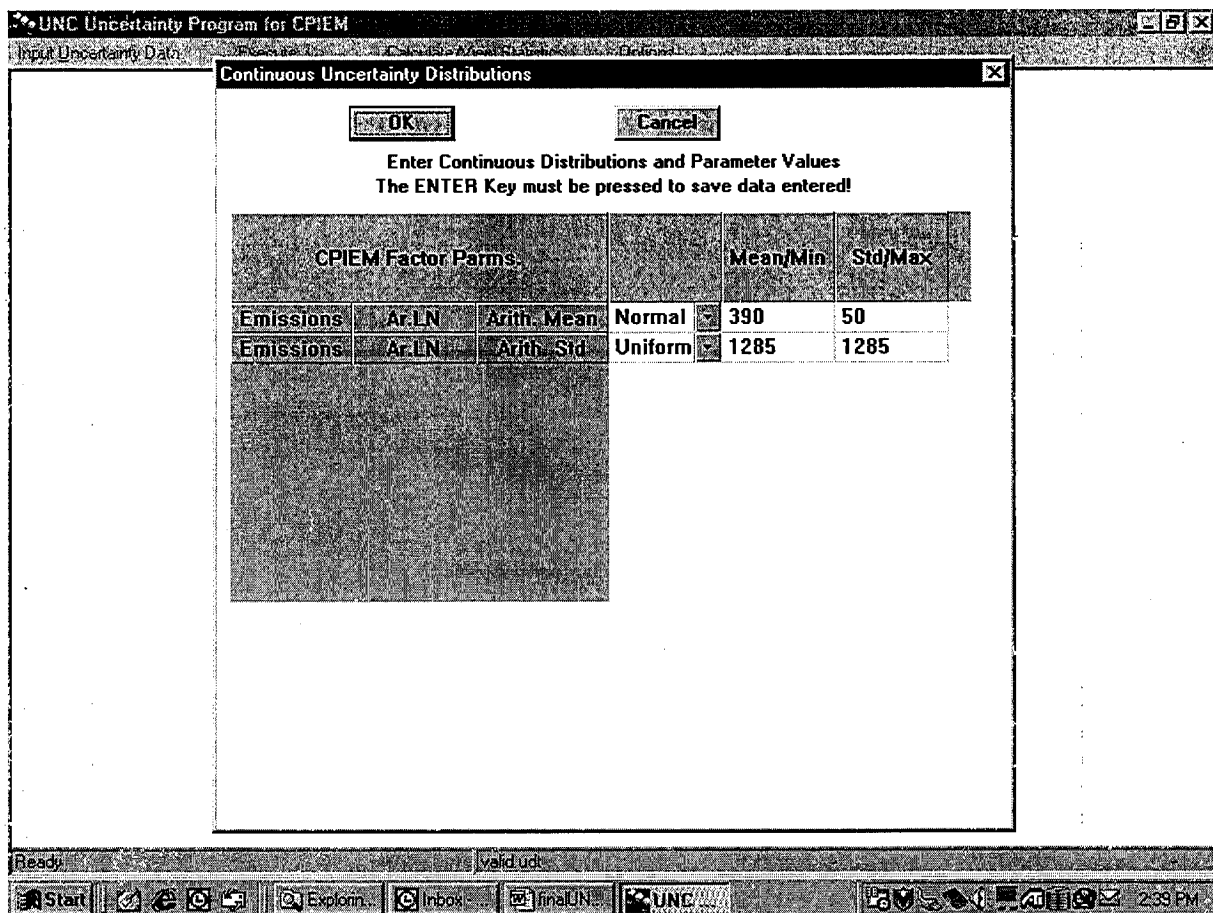 UNC Uncertainty Program for CPIEM
Input Uncertainty Data Execute Options
Continuous Uncertainty Distributions
OK Cancel
Enter Continuous Distributions and Parameter Values
The ENTER Key must be pressed to save data entered!
CPIEM Factor Parms. Mean/Min Std/Max
Emissions Ar.LN Arith. Mean Normal 390 50
Emissions Ar.LN Arith. Std Uniform 1285 1285
Ready valid.udt
Start Explorin... Inbox - finalUN... UNC ... 2:39 PM